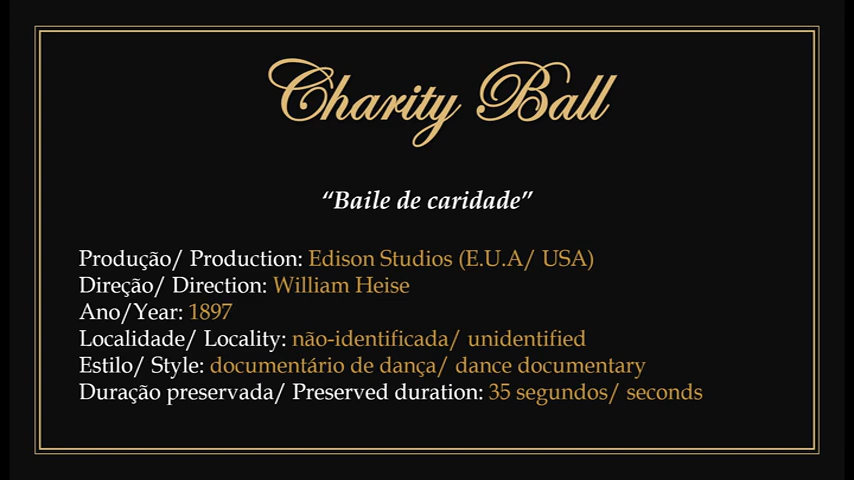 Charity Ball
“Baile de caridade”
Produção/ Production: Edison Studios (E.U.A/ USA)
Direção/ Direction: William Heise
Ano/Year: 1897
Localidade/ Locality: não-identificada/ unidentified
Estilo/ Style: documentário de dança/ dance documentary
Duração preservada/ Preserved duration: 35 segundos/ seconds